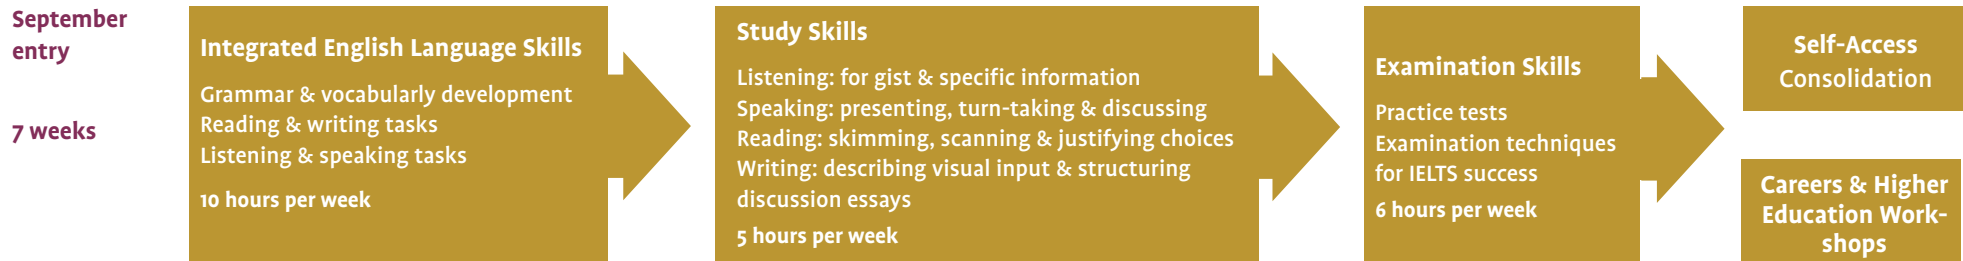 September
entry
7 weeks
Integrated English Language Skills
Grammar & vocabularly development
Reading & writing tasks
Listening & speaking tasks
10 hours per week
Study Skills
Listening: for gist & specific information
Speaking: presenting, turn-taking & discussing
Reading: skimming, scanning & justifying choices
Writing: describing visual input & structuring
discussion essays
5 hours per week
Examination Skills
Practice tests
Examination techniques
for IELTS success
6 hours per week
Self-Access
Consolidation
Careers & Higher
Education Work-
shops